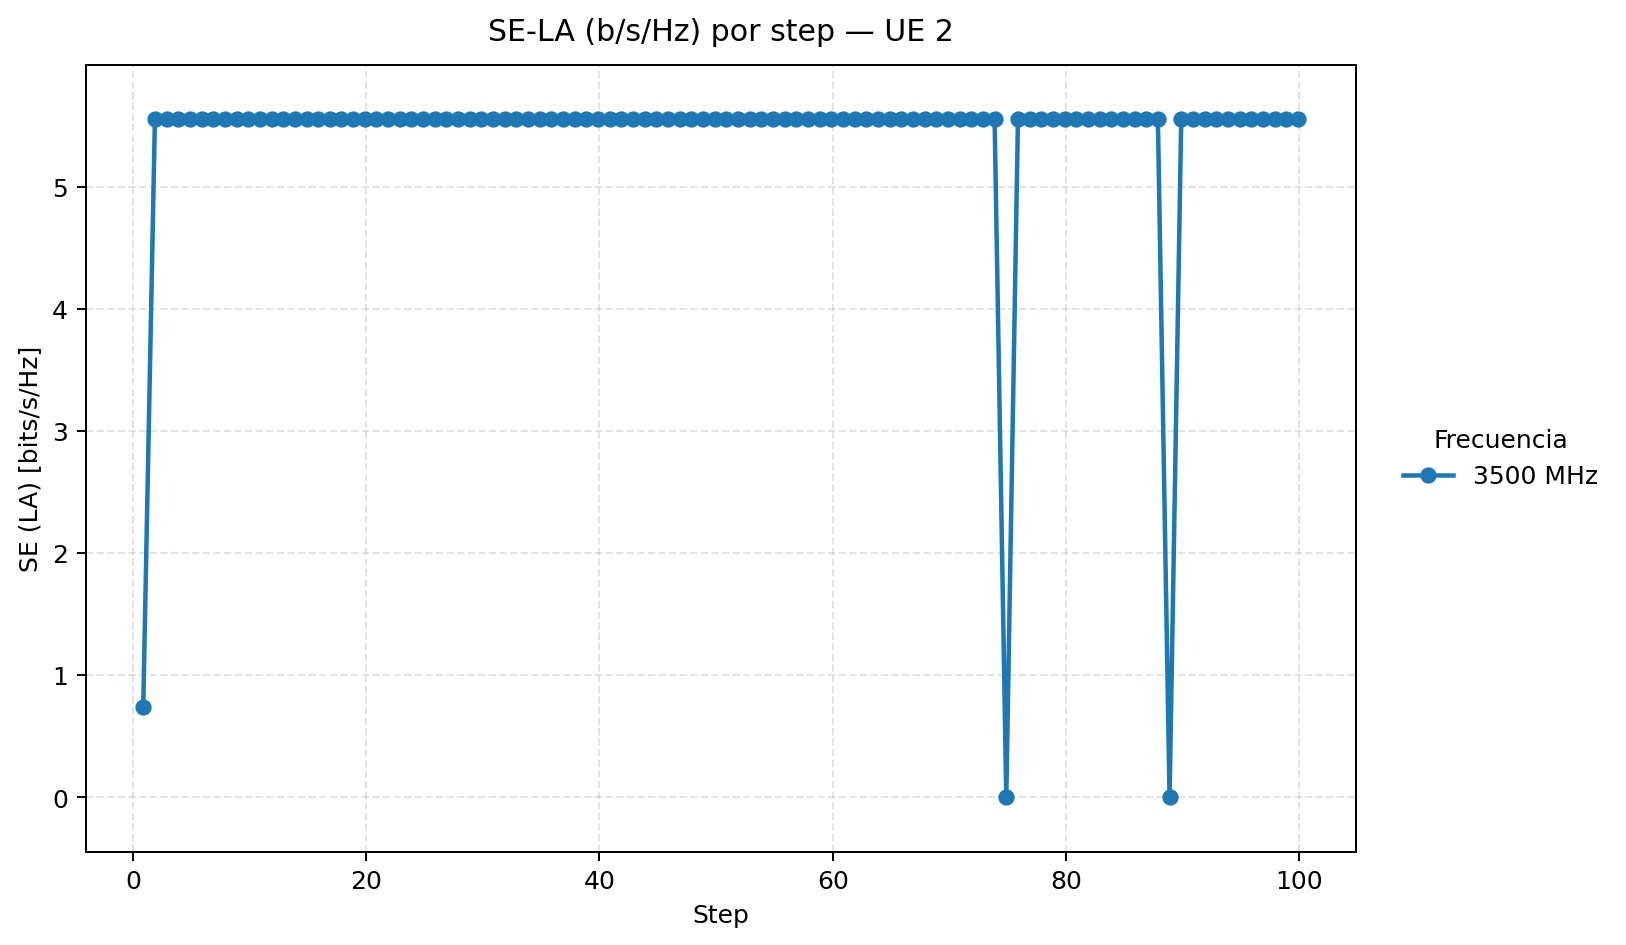 SE-LA (b/s/Hz) por step — UE 2
SE (LA) [bits/s/Hz]
5
4
3
2
1
0
0 20 40 60 80 100
Step
Frecuencia
3500 MHz